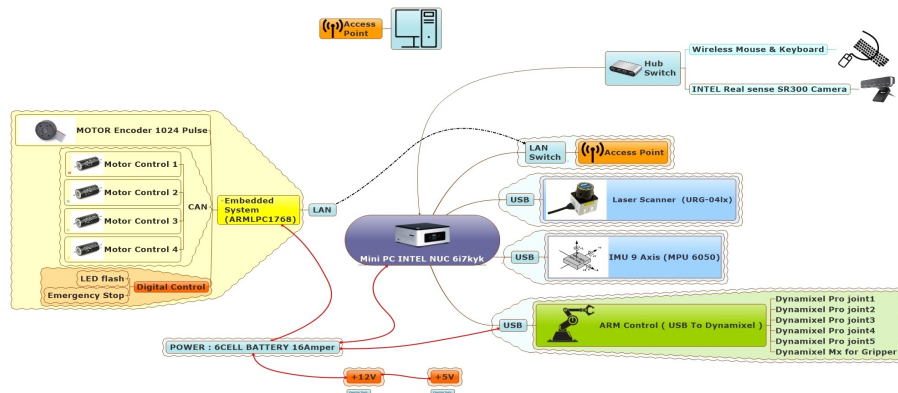 Access
Point
Hub
Switch
Wireless Mouse & Keyboard
INTEL Real sense SR300 Camera
MOTOR Encoder 1024 Pulse
Motor Control 1
Motor Control 2
Motor Control 3
Motor Control 4
CAN
Embedded
System
(ARMLPC1768)
LAN
LED flash
Emergency Stop
Digital Control
LAN
Switch
Access Point
USB
Laser Scanner (URG-04lx)
Mini PC INTEL NUC 6i7kyk
USB
IMU 9 Axis (MPU 6050)
USB
ARM Control ( USB To Dynamixel )
Dynamixel Pro joint1
Dynamixel Pro joint2
Dynamixel Pro joint3
Dynamixel Pro joint4
Dynamixel Pro joint5
Dynamixel Mx for Gripper
POWER : 6CELL BATTERY 16Amper
+12V
+5V